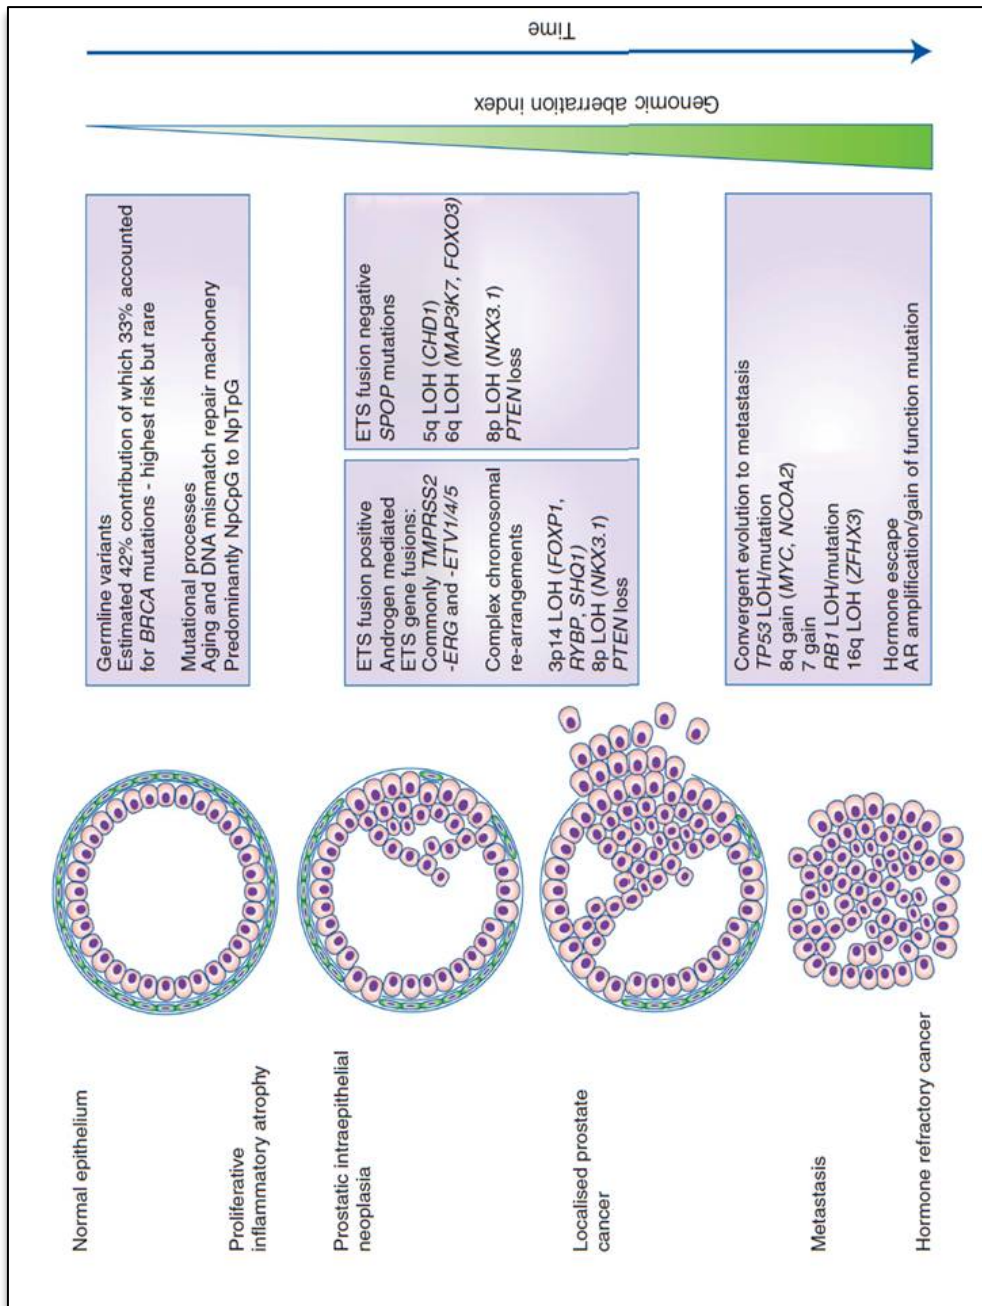 Normal epithelium
Proliferative
inflammatory atrophy
Prostatic intraepithelial
neoplasia
Localised prostate
cancer
Metastasis
Hormone refractory cancer
Germline variants
Estimated 42% contribution of which 33% accounted
for BRCA mutations - highest risk but rare
Mutational processes
Aging and DNA mismatch repair machonery
Predominantly NpCpG to NpTpG
ETS fusion positive
Androgen mediated
ETS gene fusions:
Commonly TMPRSS2
-ERG and -ETV1/4/5
Complex chromosomal
re-arrangements
3p14 LOH (FOXP1,
RYBP, SHQ1)
8p LOH (NKX3.1)
PTEN loss
ETS fusion negative
SPOP mutations
5q LOH (CHD1)
6q LOH (MAP3K7, FOXO3)
8p LOH (NKX3.1)
PTEN loss
Convergent evolution to metastasis
TP53 LOH/mutation
8q gain (MYC, NCOA2)
7 gain
RB1 LOH/mutation
16q LOH (ZFHX3)
Hormone escape
AR amplification/gain of function mutation
Genomic aberration index
Time